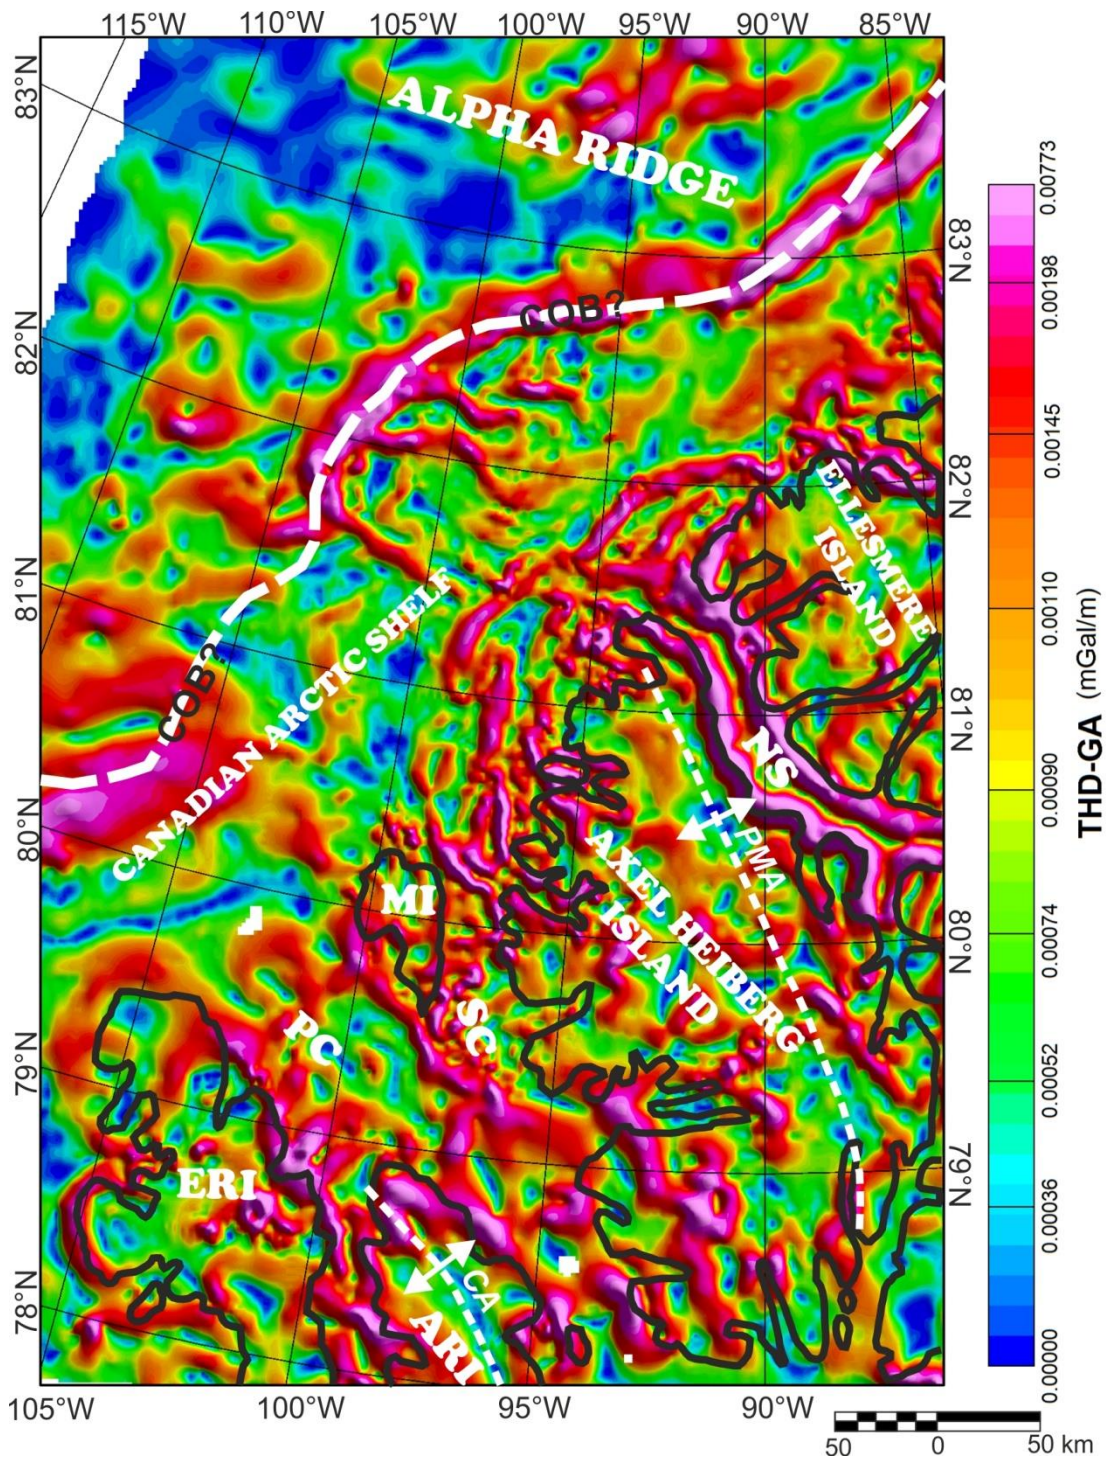 115°W 110°W 105°W 100°W 95°W 90°W 85°W
83°N
82°N
81°N
80°N
79°N
78°N
ALPHA RIDGE
COB?
COB?
CANADIAN ARCTIC SHELF
ELLESMERE
ISLAND
NS
PMA
AXEL HEIBERG
ISLAND
MI
SC
PC
ERI
CA
ARI
83°N
82°N
81°N
80°N
79°N
105°W 100°W 95°W 90°W
0.00773
0.00198
0.00145
0.00110
0.00090
0.00074
0.00052
0.00036
0.00000
THD-GA (mGal/m)
50 0 50 km